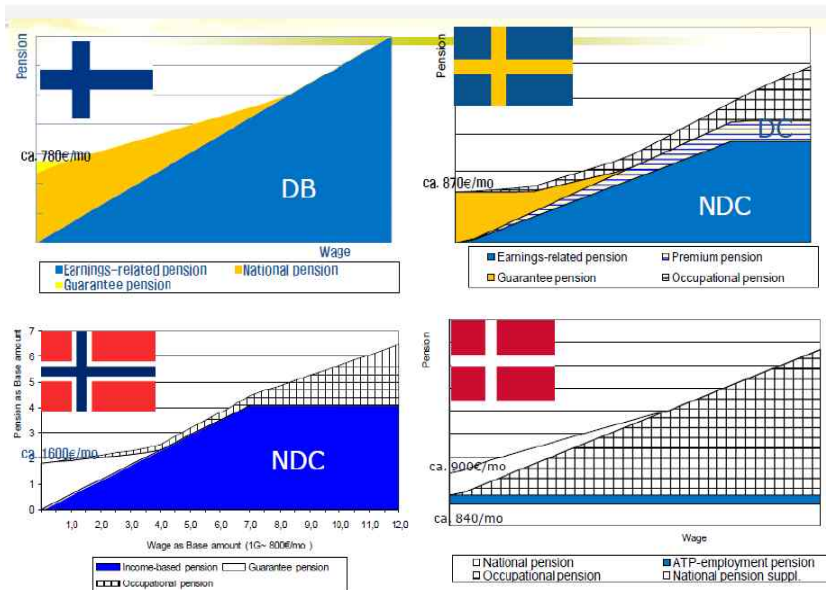 Pension
ca. 780€/mo
DB
Wage
Earnings-related pension
National pension
Guarantee pension
Pension
ca. 870€/mo
DC
NDC
Earnings-related pension
Premium pension
Guarantee pension
Occupational pension
Pension as Base amount
7
6
5
4
3
2
1
0
ca. 1600€/mo
NDC
1,0 2,0 3,0 4,0 5,0 6,0 7,0 8,0 9,0 10,0 11,0 12,0
Wage as Base amount (1G~ 800€/mo )
Income-based pension
Guarantee pension
Occupational pension
Pension
ca. 900€/mo
ca. 840/mo
Wage
National pension
ATP-employment pension
Occupational pension
National pension suppl.